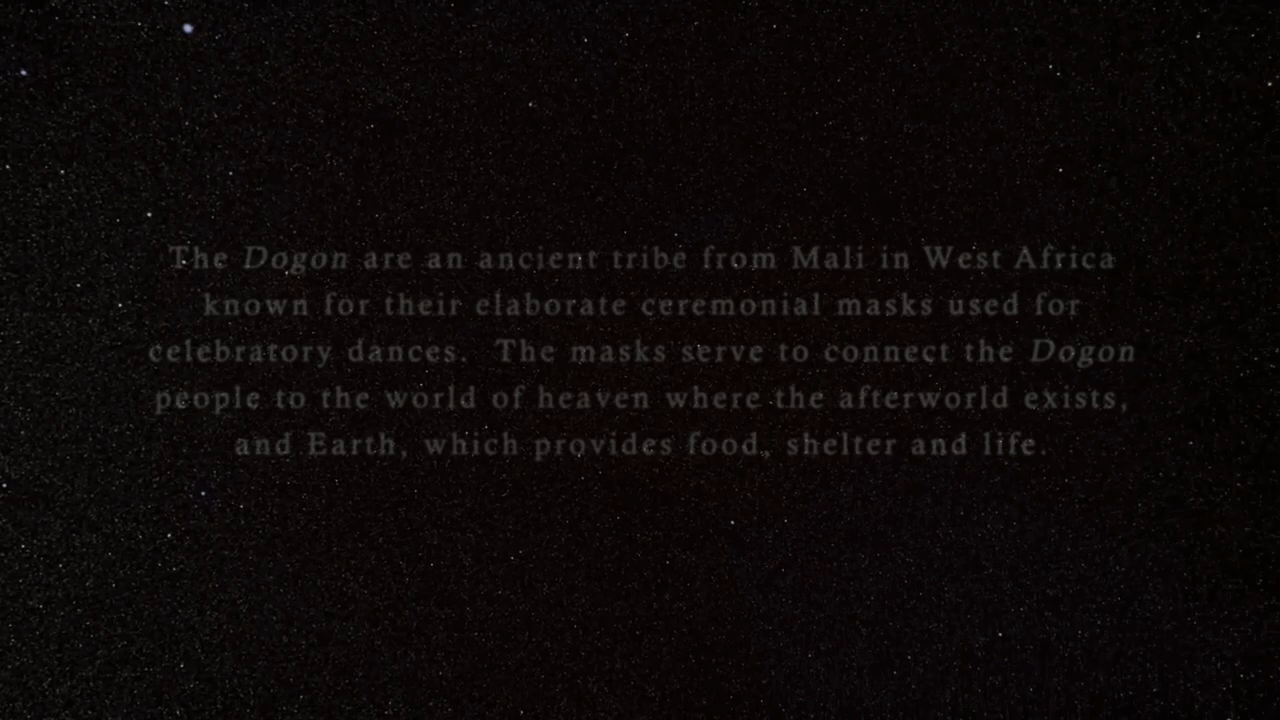 The Dogon are an ancient tribe from Mali in West Africa
known for their elaborate ceremonial masks used for
celebratory dances.  The masks serve to connect the Dogon
people to the world of heaven where the afterworld exists,
and Earth, which provides food, shelter and life.